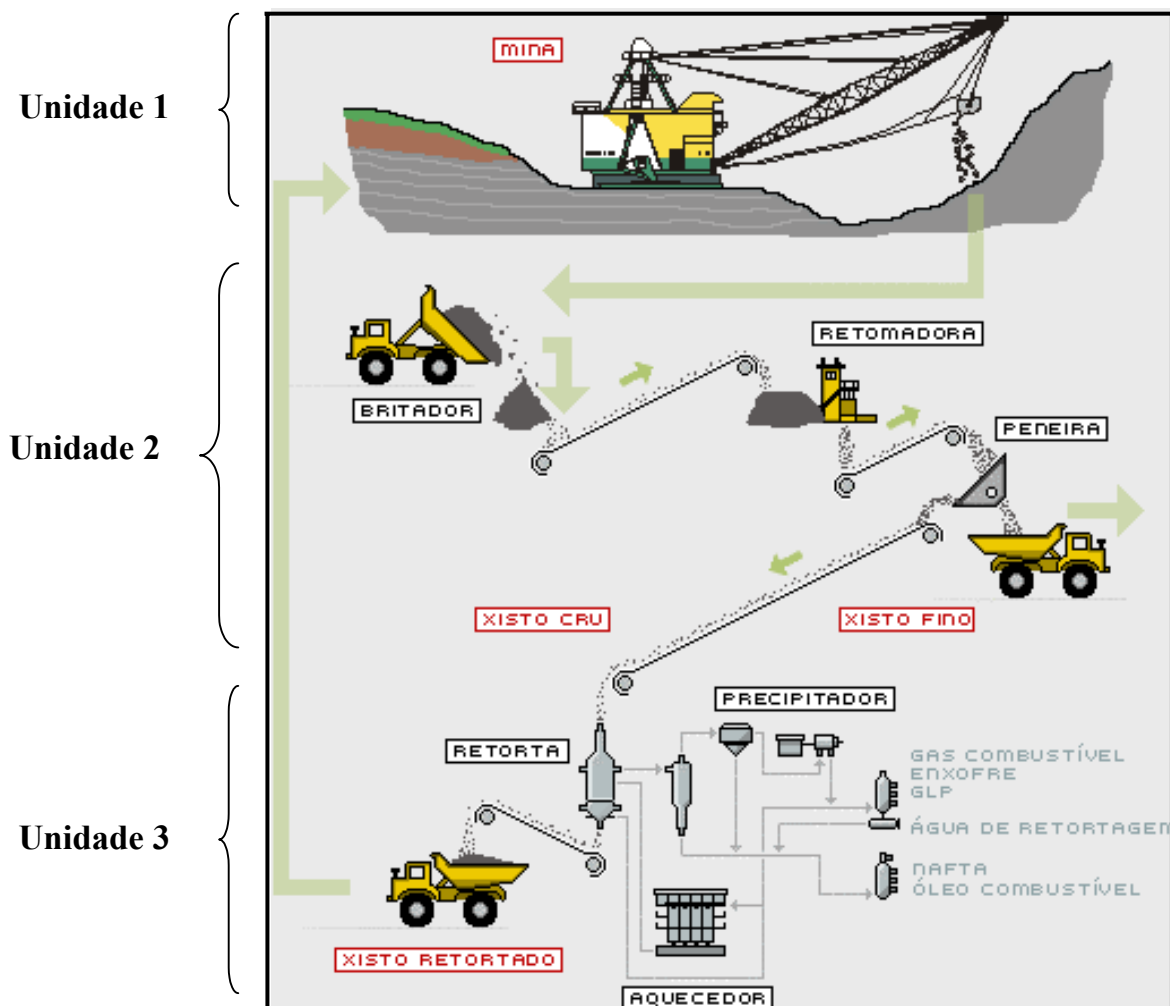 MINA
Unidade 1
RETOMADORA
BRITADOR
PENEIRA
Unidade 2
XISTO CRU
XISTO FINO
PRECIPITADOR
RETORTA
GAS COMBUSTÍVEL
ENXOFRE
GLP
ÁGUA DE RETORTAGEN
Unidade 3
NAFTA
ÓLEO COMBUSTÍVEL
XISTO RETORTADO
AQUECEDOR